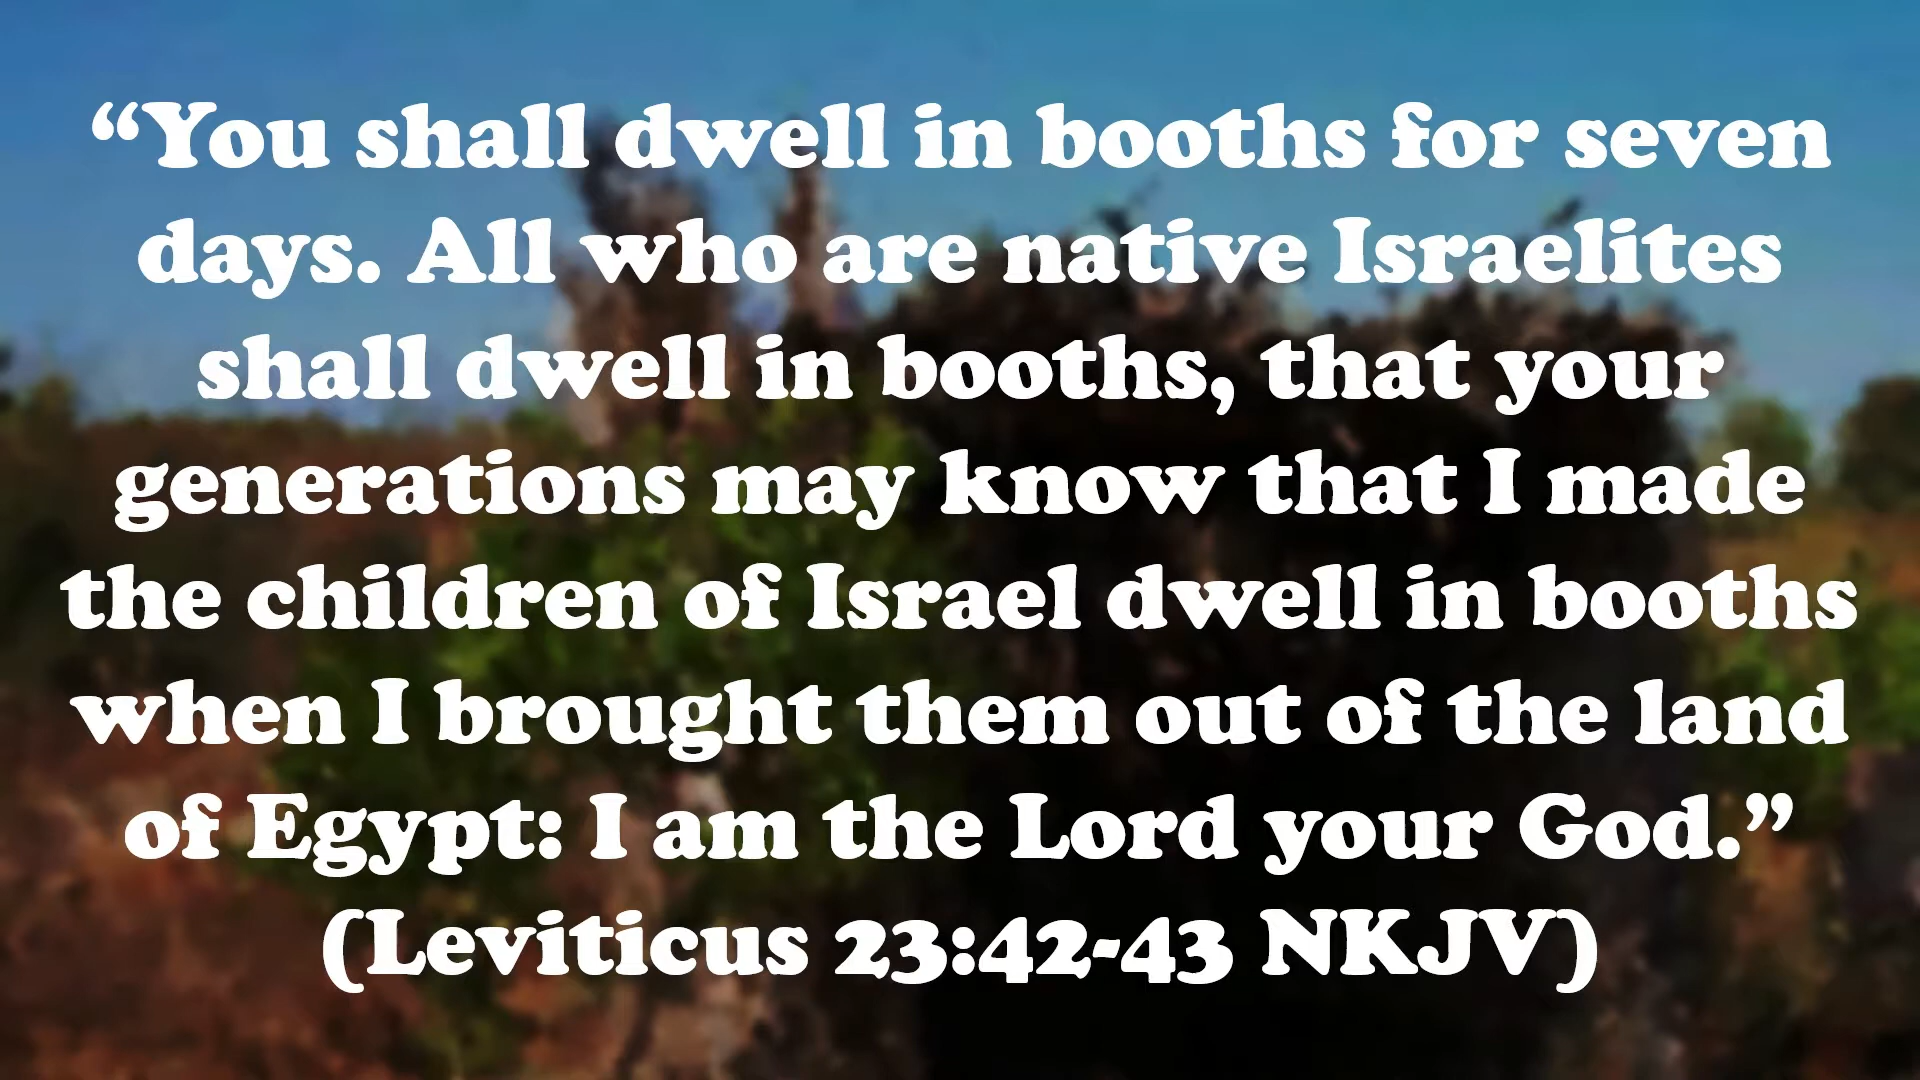 “You shall dwell in booths for seven
days. All who are native Israelites
shall dwell in booths, that your
generations may know that I made
the children of Israel dwell in booths
when I brought them out of the land
of Egypt: I am the Lord your God.”
(Leviticus 23:42-43 NKJV)